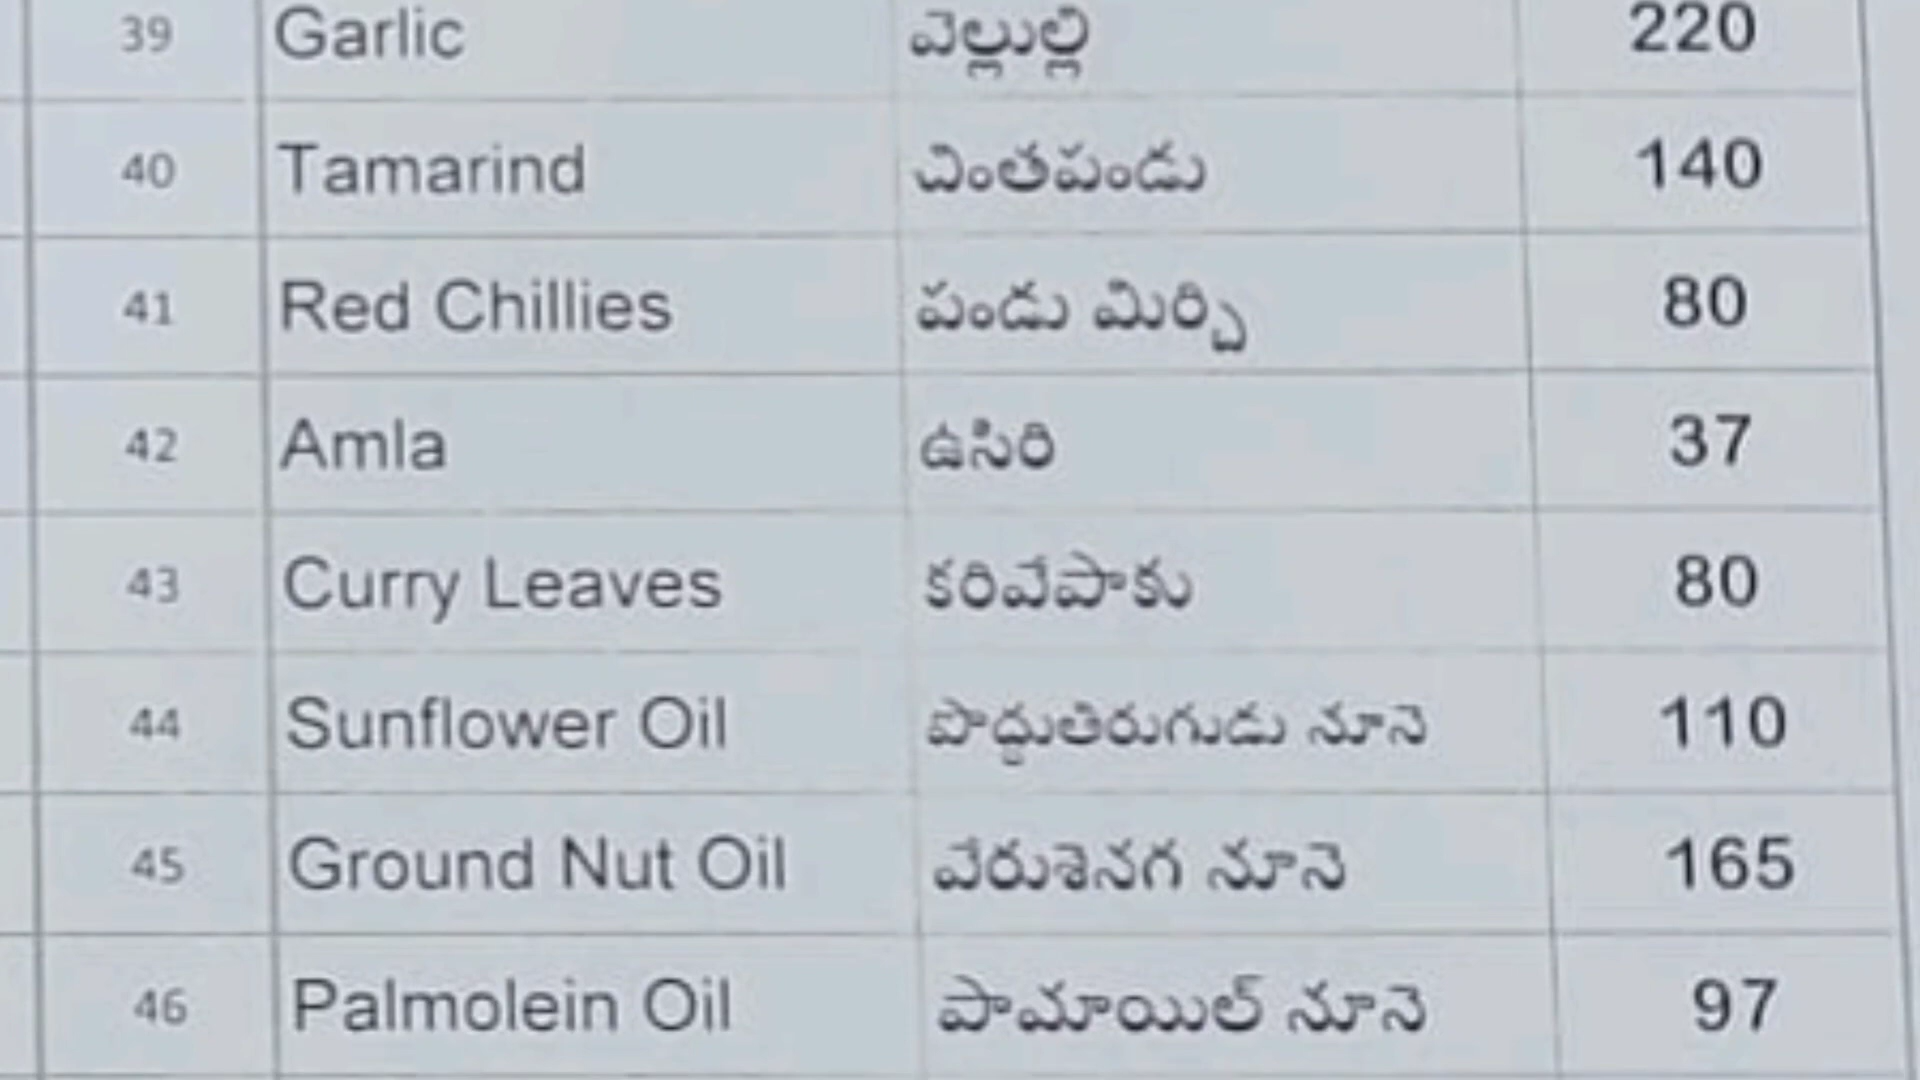 39 Garlic వెల్లుల్లి 220
40 Tamarind చింతపండు 140
41 Red Chillies పండు మిర్చి 80
42 Amla ఉసిరి 37
43 Curry Leaves కరివేపాకు 80
44 Sunflower Oil పొద్దుతిరుగుడు నూనె 110
45 Ground Nut Oil వేరుశెనగ నూనె 165
46 Palmolein Oil పామాయిల్ నూనె 97